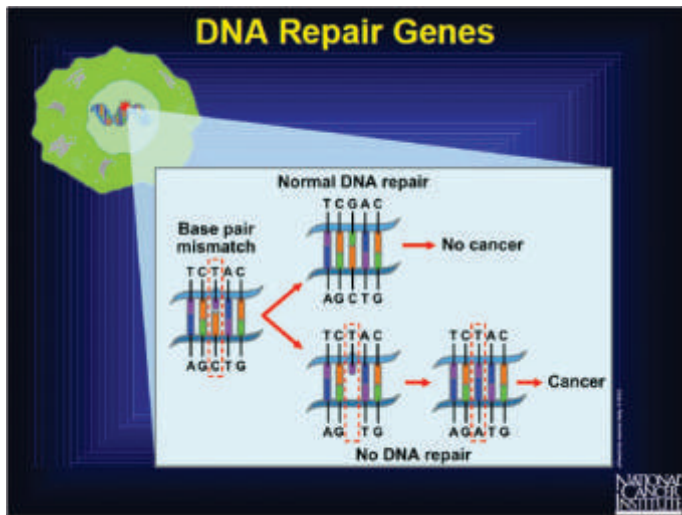 DNA Repair Genes
Normal DNA repair
T C G A C
A G C T G
No cancer
Base pair
mismatch
T C T A C
A G C T G
T C T A C
A G T G
T C T A C
A G A T G
Cancer
No DNA repair
NATIONAL
CANCER
INSTITUTE